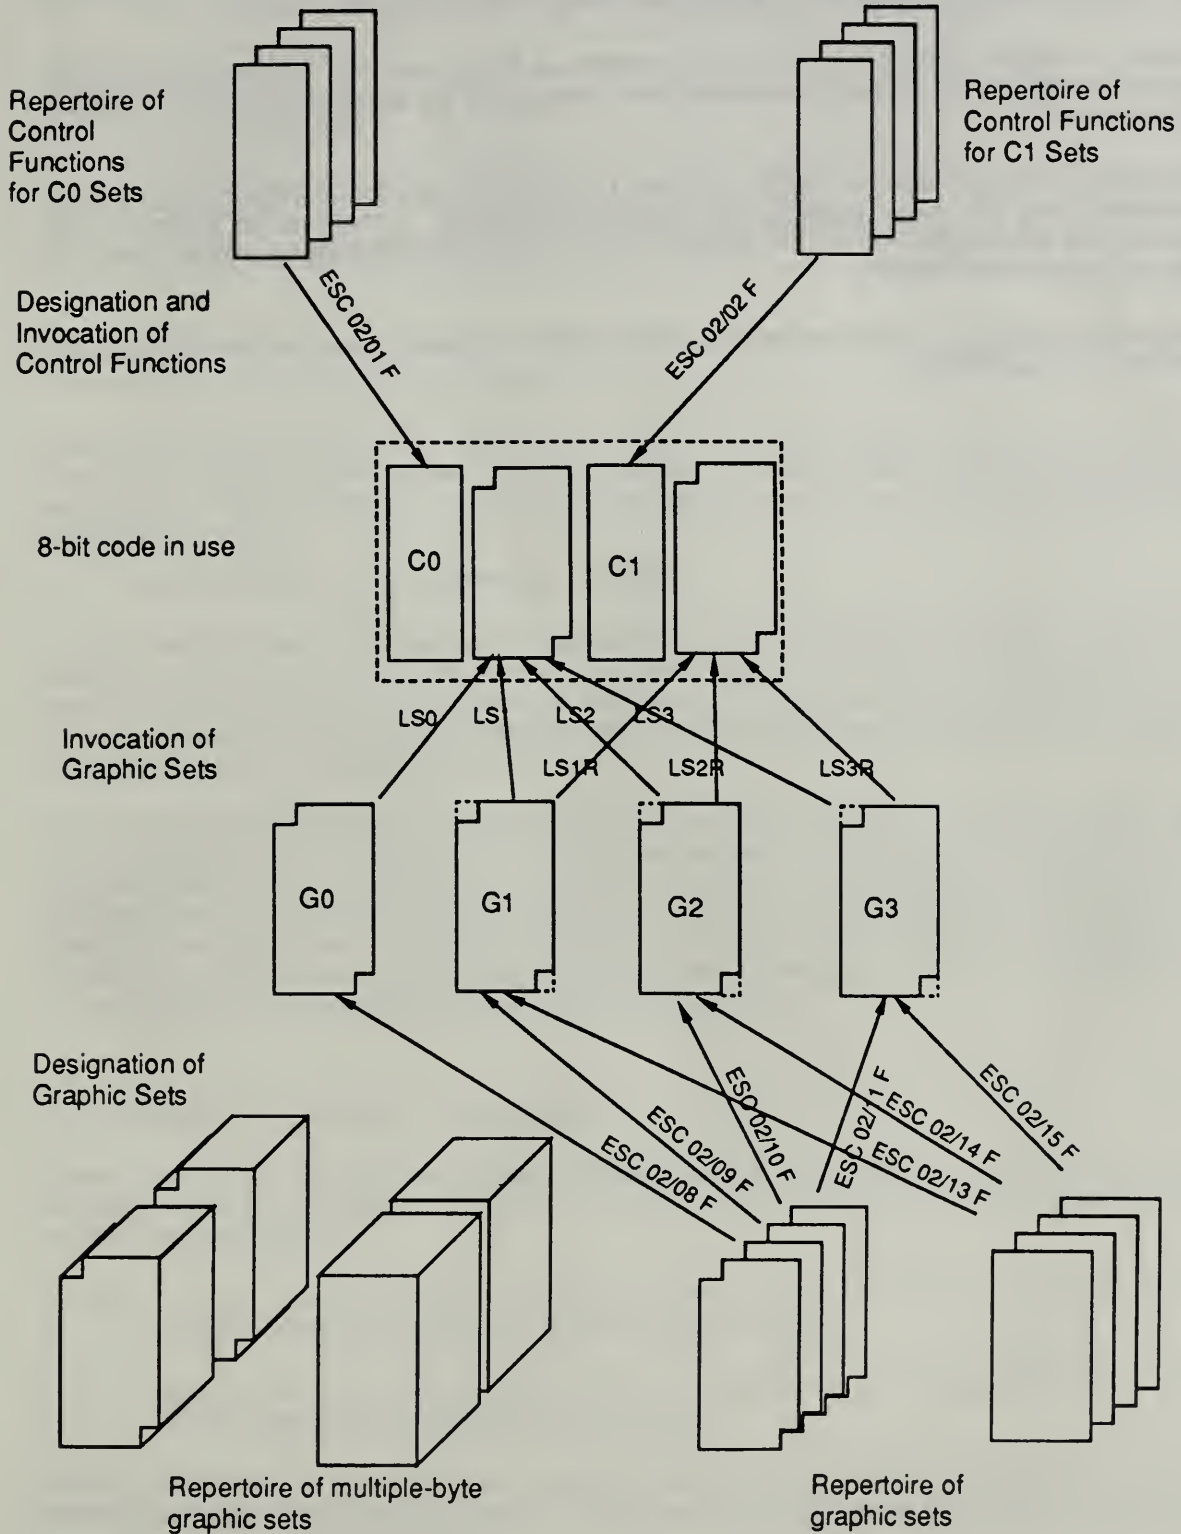 Repertoire of
Control
Functions
for C0 Sets
Repertoire of
Control Functions
for C1 Sets
Designation and
Invocation of
Control Functions
ESC 02/01 F
ESC 02/02 F
8-bit code in use
C0
C1
Invocation of
Graphic Sets
LS0
LS
LS2
LS3
LS1R
LS2R
LS3R
G0
G1
G2
G3
Designation of
Graphic Sets
ESC 02/08 F
ESC 02/09 F
ESC 02/10 F
ESC 02/11 F
ESC 02/14 F
ESC 02/13 F
ESC 02/15 F
Repertoire of multiple-byte
graphic sets
Repertoire of
graphic sets